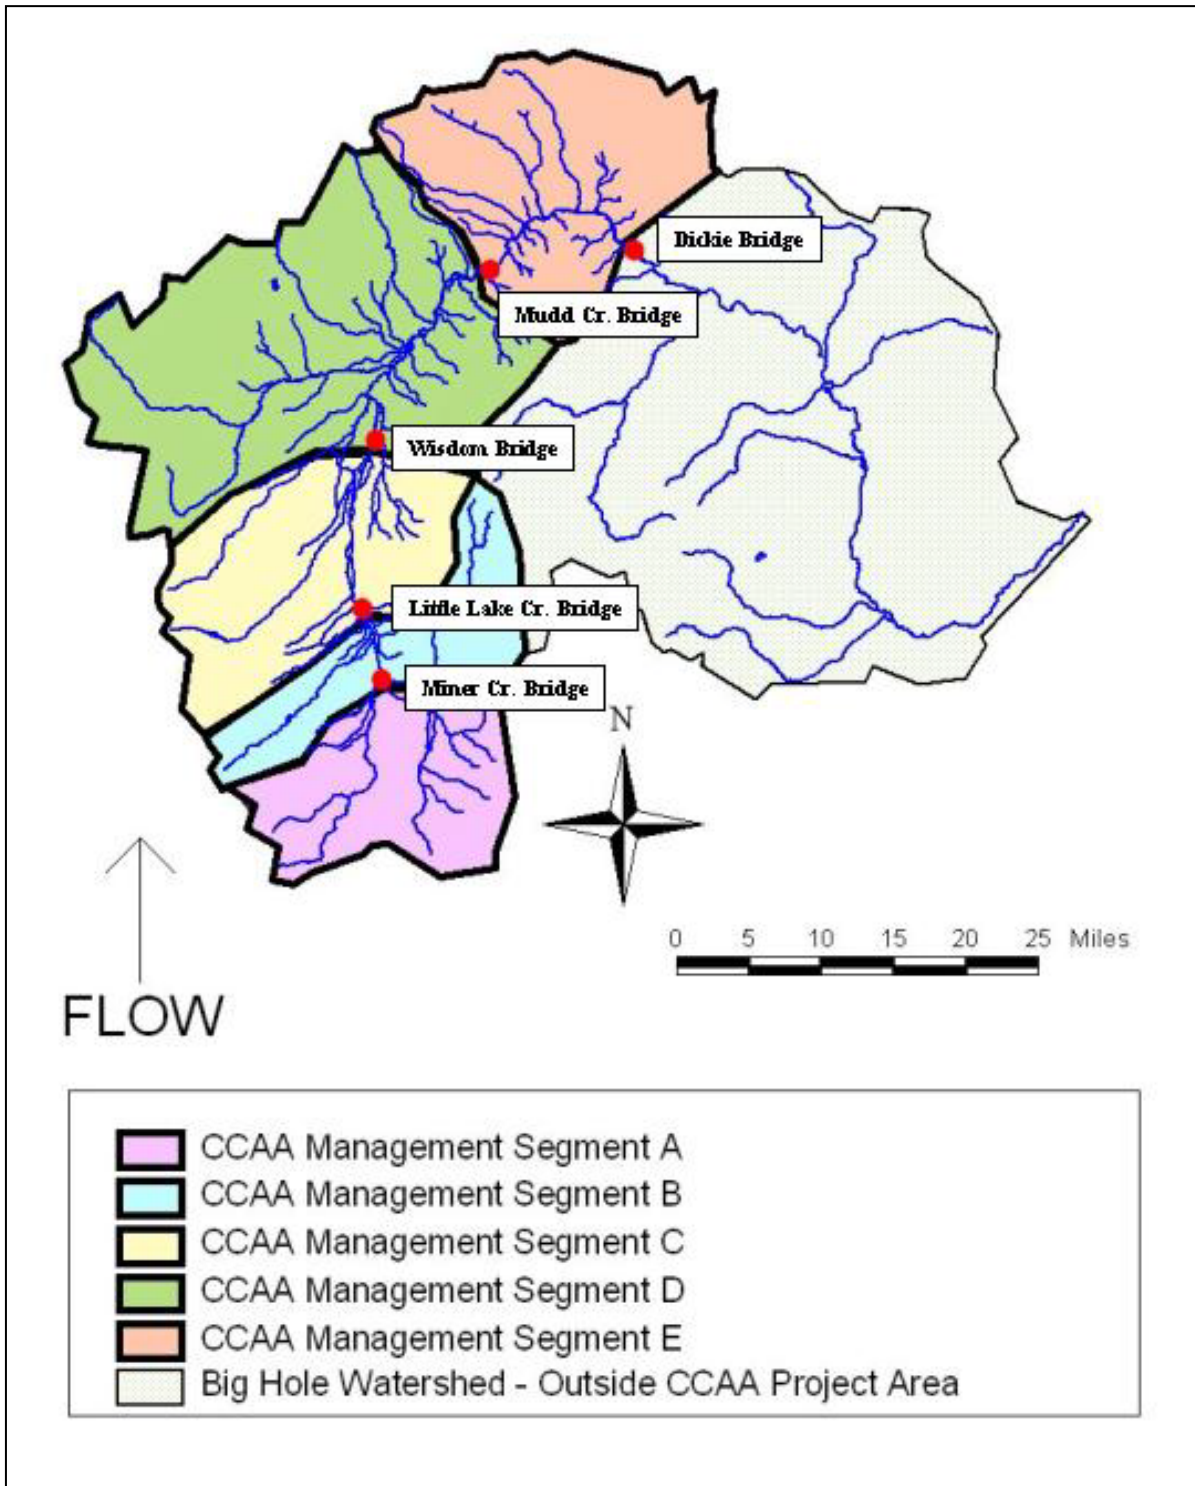 Dickie Bridge
Mudd Cr. Bridge
Wisdom Bridge
Little Lake Cr. Bridge
Miner Cr. Bridge
N
0 5 10 15 20 25 Miles
FLOW
CCAA Management Segment A
CCAA Management Segment B
CCAA Management Segment C
CCAA Management Segment D
CCAA Management Segment E
Big Hole Watershed - Outside CCAA Project Area